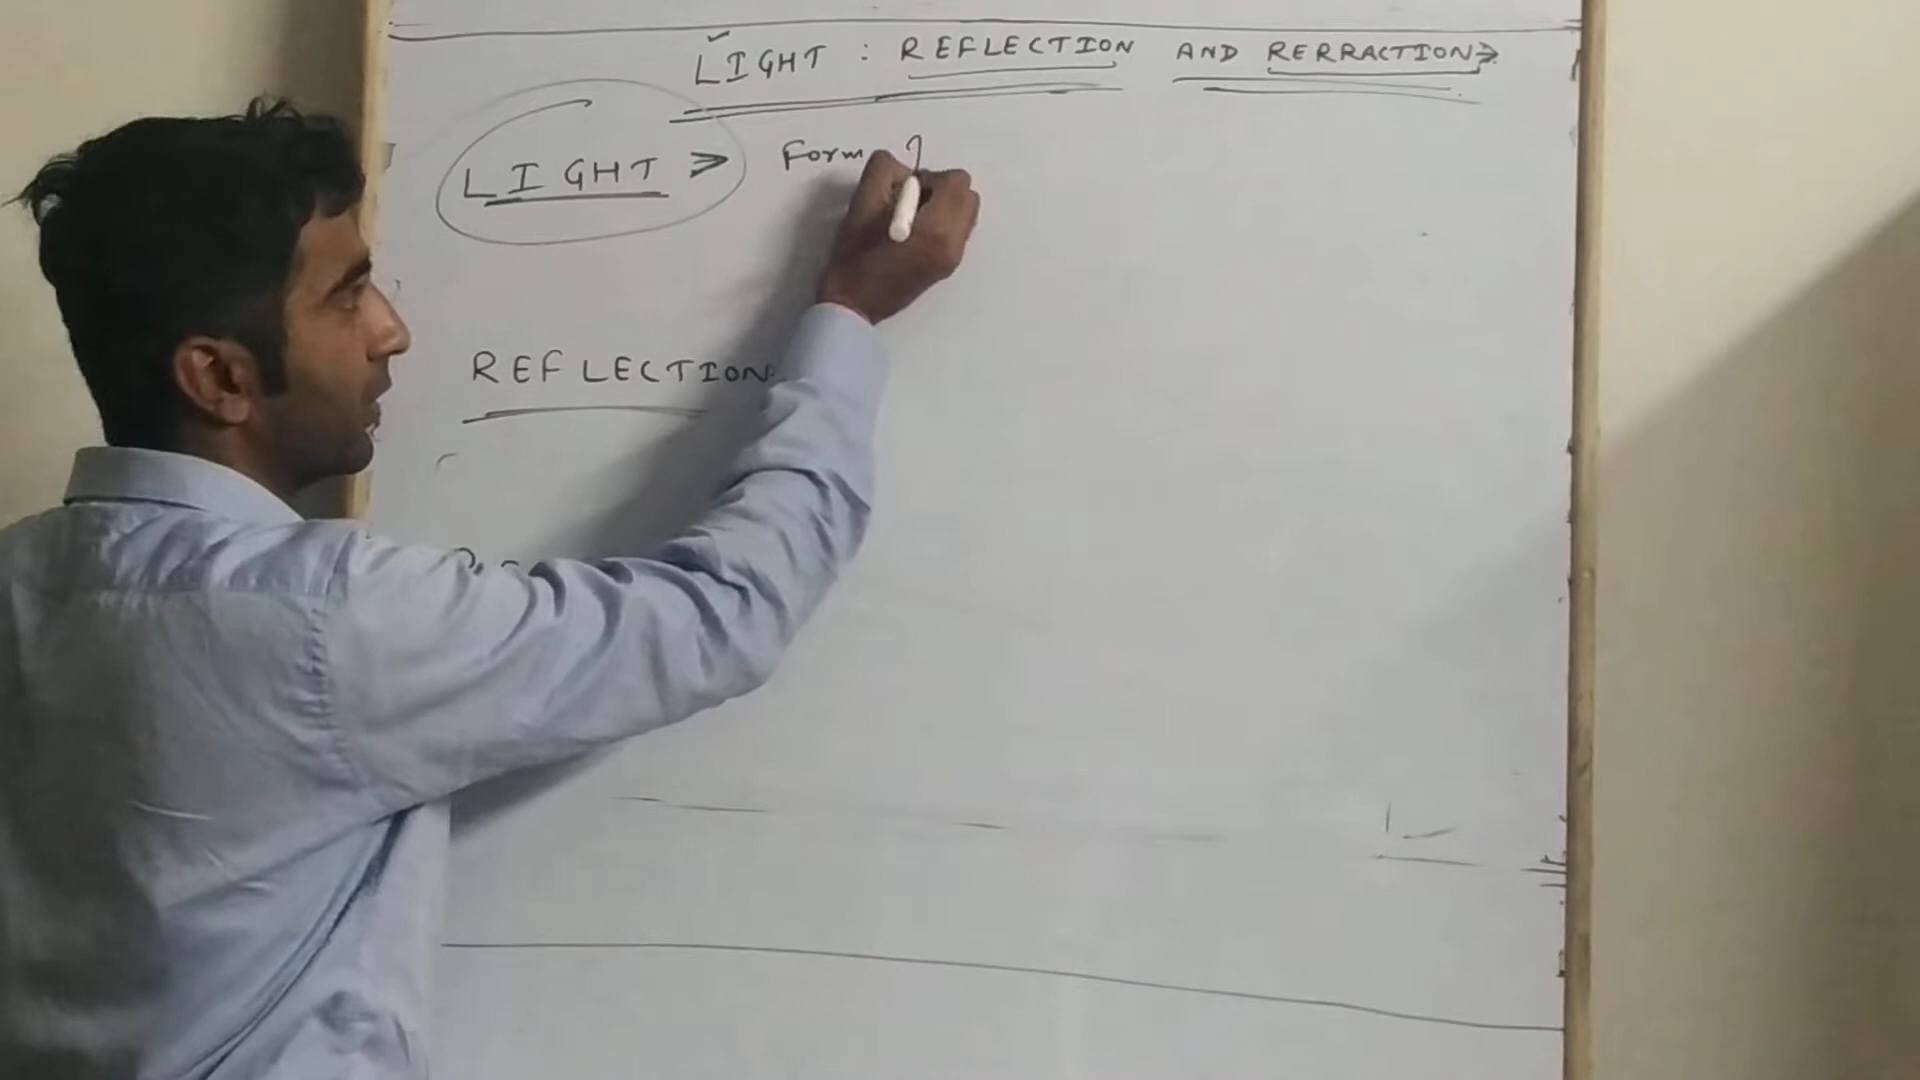 LIGHT : REFLECTION AND RERRACTION
LIGHT Form
REFLECTION